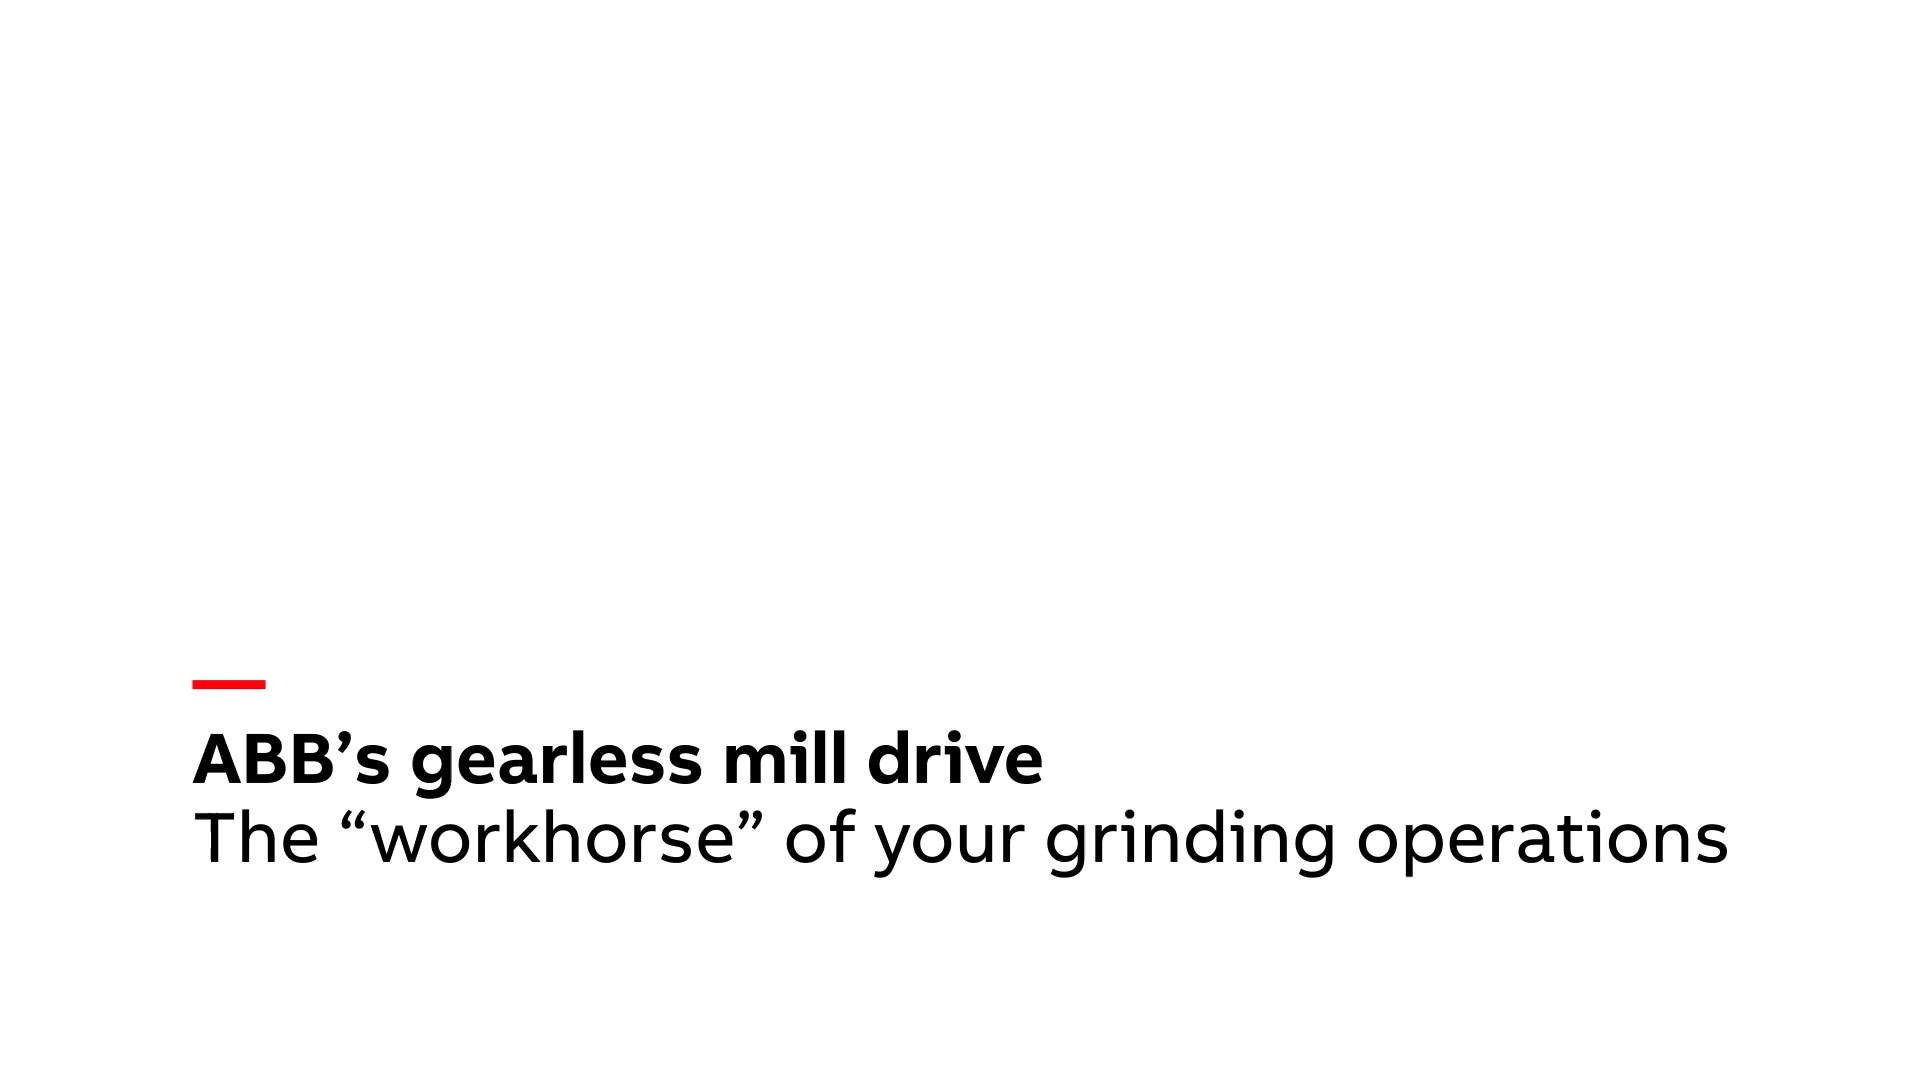 ABB’s gearless mill drive
The “workhorse” of your grinding operations